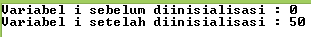 Variabel i sebelum diinisialisasi : 0
Variabel i setelah diinisialisasi : 50